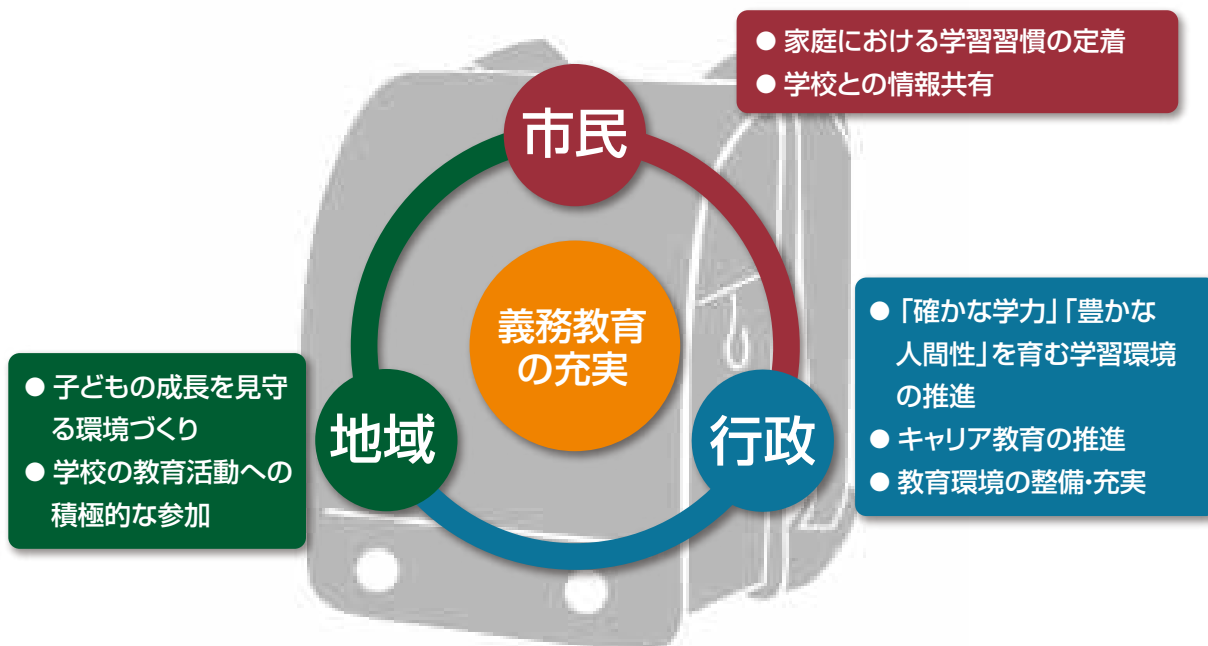 ● 家庭における学習習慣の定着
● 学校との情報共有
市民
義務教育
の充実
● 「確かな学力」「豊かな
人間性」を育む学習環境
の推進
● キャリア教育の推進
● 教育環境の整備・充実
行政
● 子どもの成長を見守
る環境づくり
● 学校の教育活動への
積極的な参加
地域